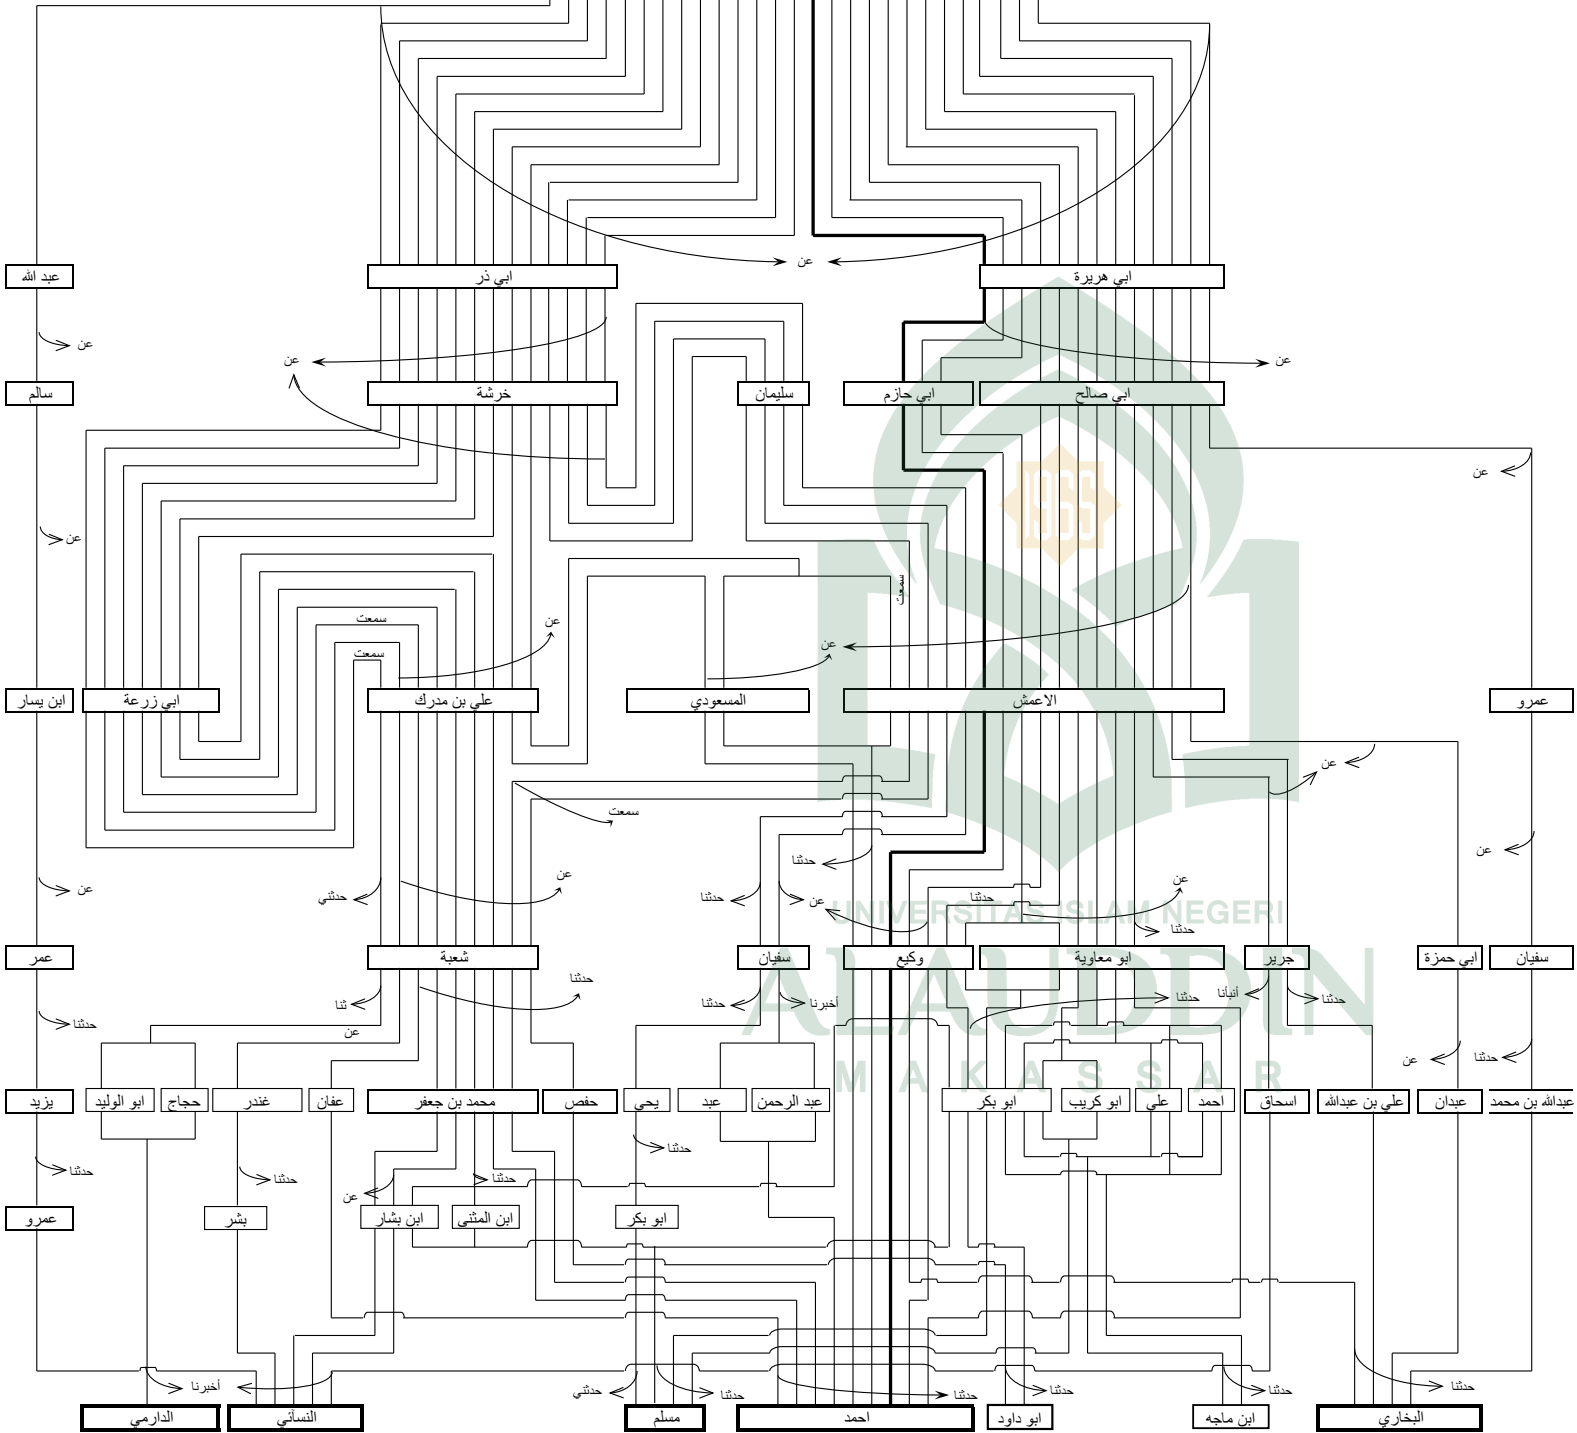 عن
ابي هريرة
ابي ذر
عبد الله
عن
عن
عن
ابي صالح
ابي حازم
سليمان
خرشة
سالم
عن
1965
عن
سمعت
سمعت
عن
عن
سمعت
عمرو
الاعمش
المسعودي
علي بن مدرك
ابي زرعة
ابن يسار
عن
سمعت
عن
حدثنا
عن
عن
حدثنا
عن
حدثنا
حدثني
عن
UNIVERSITAS ISLAM NEGERI
حدثنا
سفيان
ابي حمزة
جرير
ابو معاوية
وكيع
سفيان
شعبة
عمر
ALAUDDIN
حدثنا
أنبأنا
حدثنا
أخبرنا
حدثنا
حدثنا
ثنا
حدثنا
عن
حدثنا
عن
MAKASSAR
عبدالله بن محمد
عبدان
علي بن عبدالله
اسحاق
احمد
علي
ابو كريب
ابو بكر
عبد الرحمن
عبد
يحي
حفص
محمد بن جعفر
عفان
غندر
حجاج
ابو الوليد
يزيد
حدثنا
حدثنا
حدثنا
حدثنا
عن
ابو بكر
ابن المثنى
ابن بشار
بشر
عمرو
حدثنا
حدثنا
حدثنا
حدثنا
حدثنا
حدثني
أخبرنا
البخاري
ابن ماجه
ابو داود
احمد
مسلم
النسائي
الدارمي